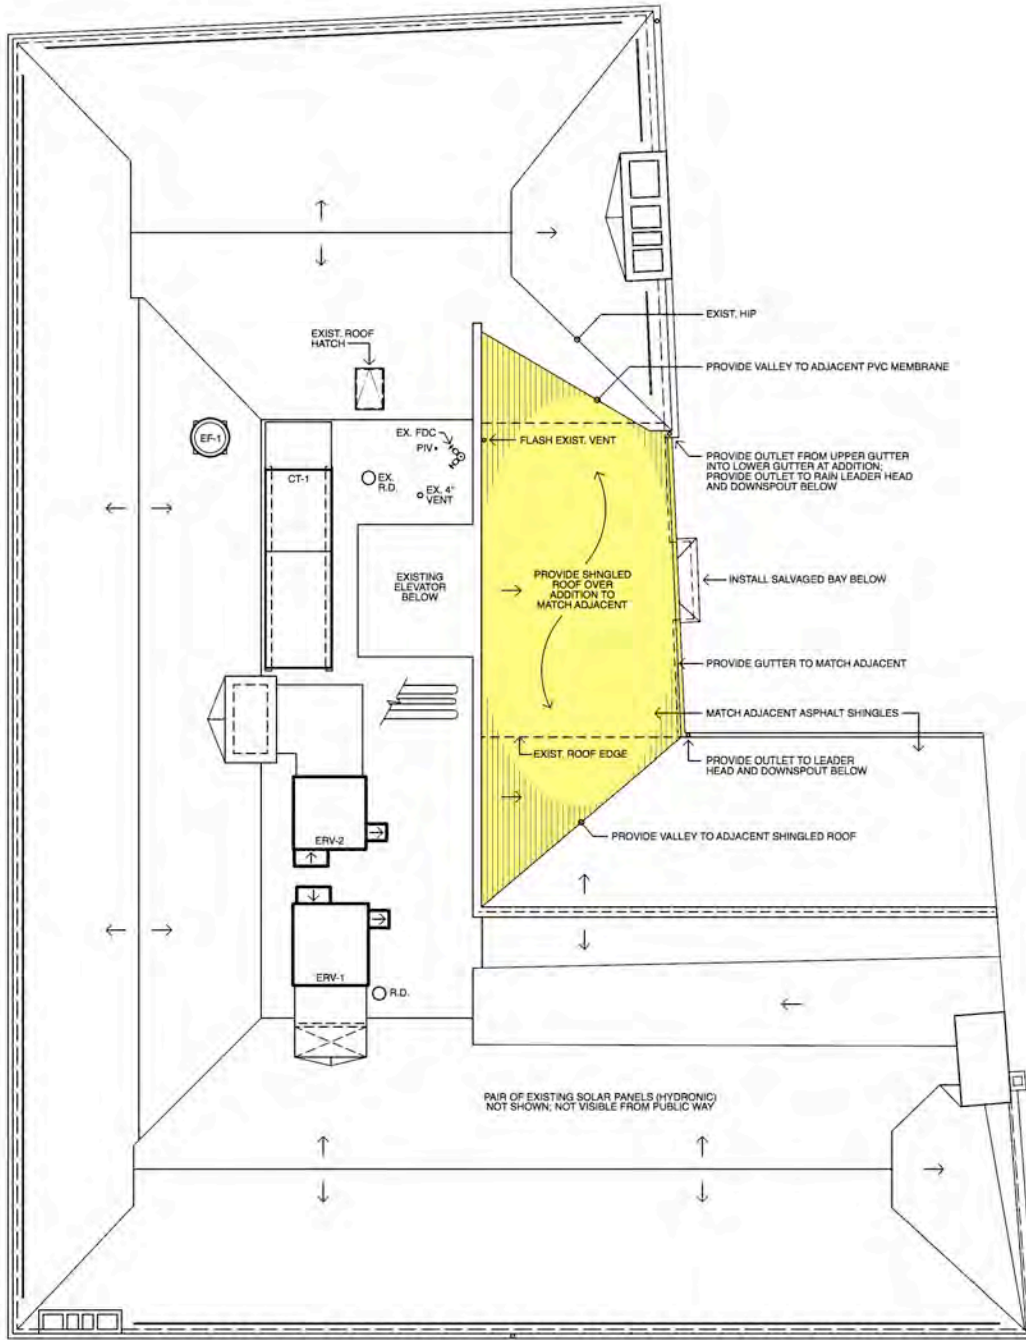 EXIST. HIP
EXIST. ROOF
HATCH
PROVIDE VALLEY TO ADJACENT PVC MEMBRANE
EF-1
EX. FDC
PIV
FLASH EXIST. VENT
PROVIDE OUTLET FROM UPPER GUTTER
INTO LOWER GUTTER AT ADDITION;
PROVIDE OUTLET TO RAIN LEADER HEAD
AND DOWNSPOUT BELOW
CT-1
EX.
R.D.
EX. 4"
VENT
EXISTING
ELEVATOR
BELOW
PROVIDE SHNGLED
ROOF OVER
ADDITION TO
MATCH ADJACENT
INSTALL SALVAGED BAY BELOW
PROVIDE GUTTER TO MATCH ADJACENT
MATCH ADJACENT ASPHALT SHINGLES
EXIST. ROOF EDGE
PROVIDE OUTLET TO LEADER
HEAD AND DOWNSPOUT BELOW
ERV-2
PROVIDE VALLEY TO ADJACENT SHINGLED ROOF
ERV-1
R.D.
PAIR OF EXISTING SOLAR PANELS (HYDRONIC)
NOT SHOWN; NOT VISIBLE FROM PUBLIC WAY